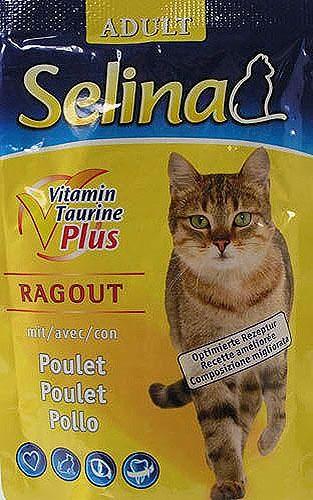 ADULT
Selina
Vitamin
Taurine
Plus
RAGOUT
mit/avec/con
Poulet
Poulet
Pollo
Optimierte Rezeptur
Recette améliorée
Composizione migliorata